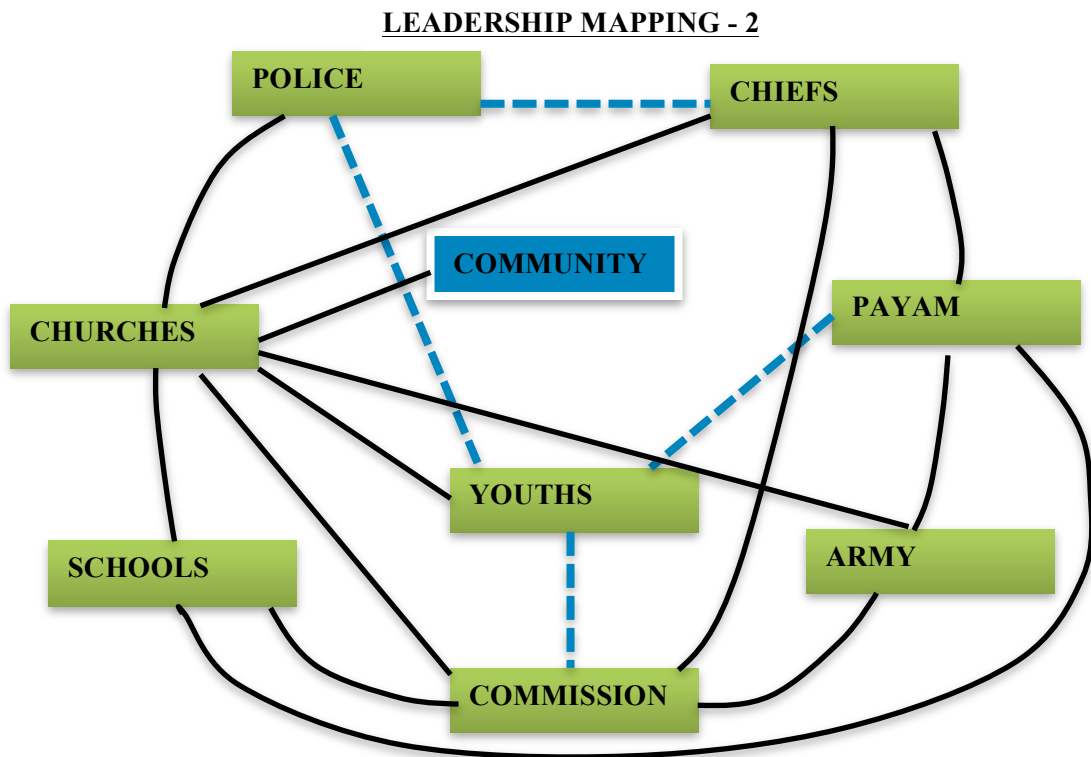 LEADERSHIP MAPPING - 2
POLICE
CHIEFS
COMMUNITY
CHURCHES
PAYAM
YOUTHS
SCHOOLS
ARMY
COMMISSION